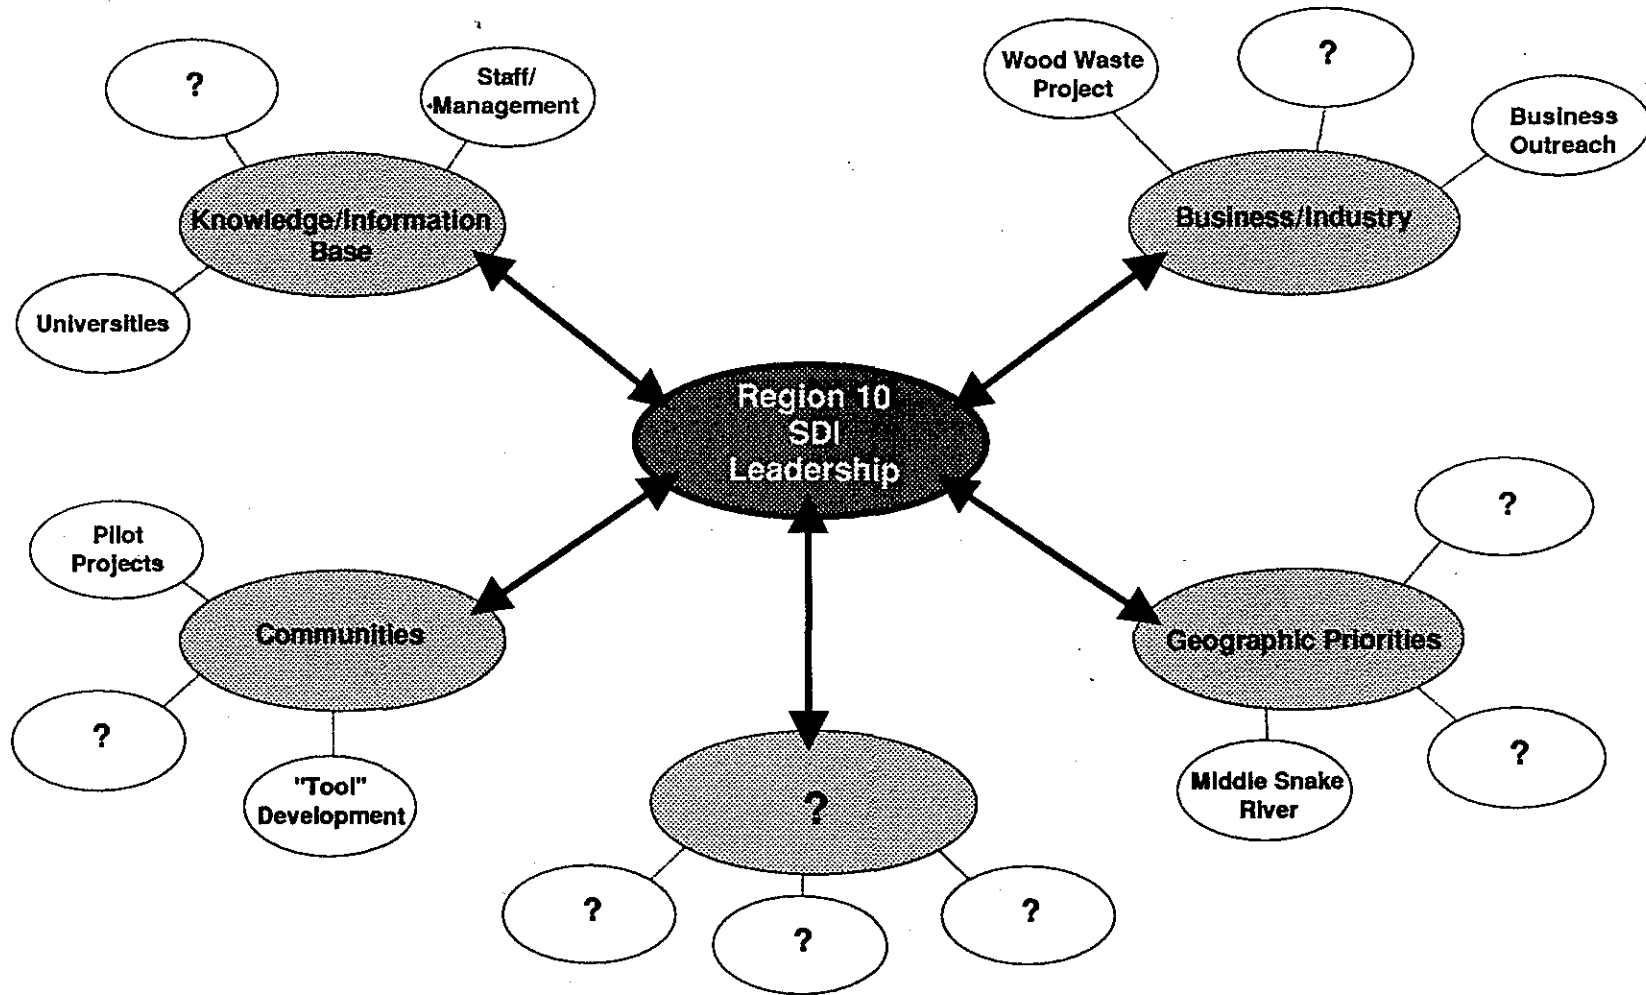 ?
Staff/
Management
Knowledge/Information
Base
Universities
Wood Waste
Project
?
Business
Outreach
Business/Industry
Region 10
SDI
Leadership
Pilot
Projects
Communities
?
"Tool"
Development
?
Geographic Priorities
Middle Snake
River
?
?
?
?
?